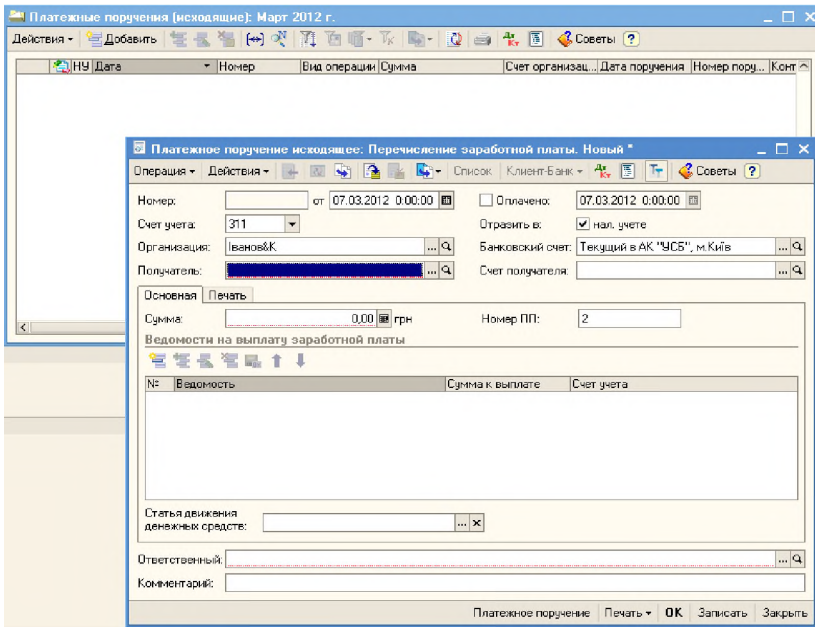 Платежные поручения (исходящие): Март 2012 г.
Действия Добавить Дт Кт Советы ?
НУ Дата Номер Вид операции Сумма Счет организац... Дата поручения Номер пору... Конт
Платежное поручение исходящее: Перечисление заработной платы. Новый *
Операция Действия Список Клиент-Банк Дт Кт Советы ?
Номер: от 07.03.2012 0:00:00 Оплачено: 07.03.2012 0:00:00
Счет учета: 311 Отразить в: нал. учете
Организация: Іванов&К ... Банковский счет: Текущий в АК "УСБ", м.Київ ...
Получатель: ... Счет получателя: ...
Основная Печать
Сумма: 0,00 грн Номер ПП: 2
Ведомости на выплату заработной платы
№ Ведомость Сумма к выплате Счет учета
Статья движения
денежных средств: ... ×
Ответственный: ...
Комментарий:
Платежное поручение Печать OK Записать Закрыть